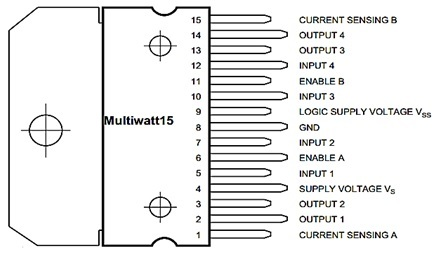 15 CURRENT SENSING B
14 OUTPUT 4
13 OUTPUT 3
12 INPUT 4
11 ENABLE B
10 INPUT 3
9 LOGIC SUPPLY VOLTAGE VSS
Multiwatt15
8 GND
7 INPUT 2
6 ENABLE A
5 INPUT 1
4 SUPPLY VOLTAGE VS
3 OUTPUT 2
2 OUTPUT 1
1 CURRENT SENSING A